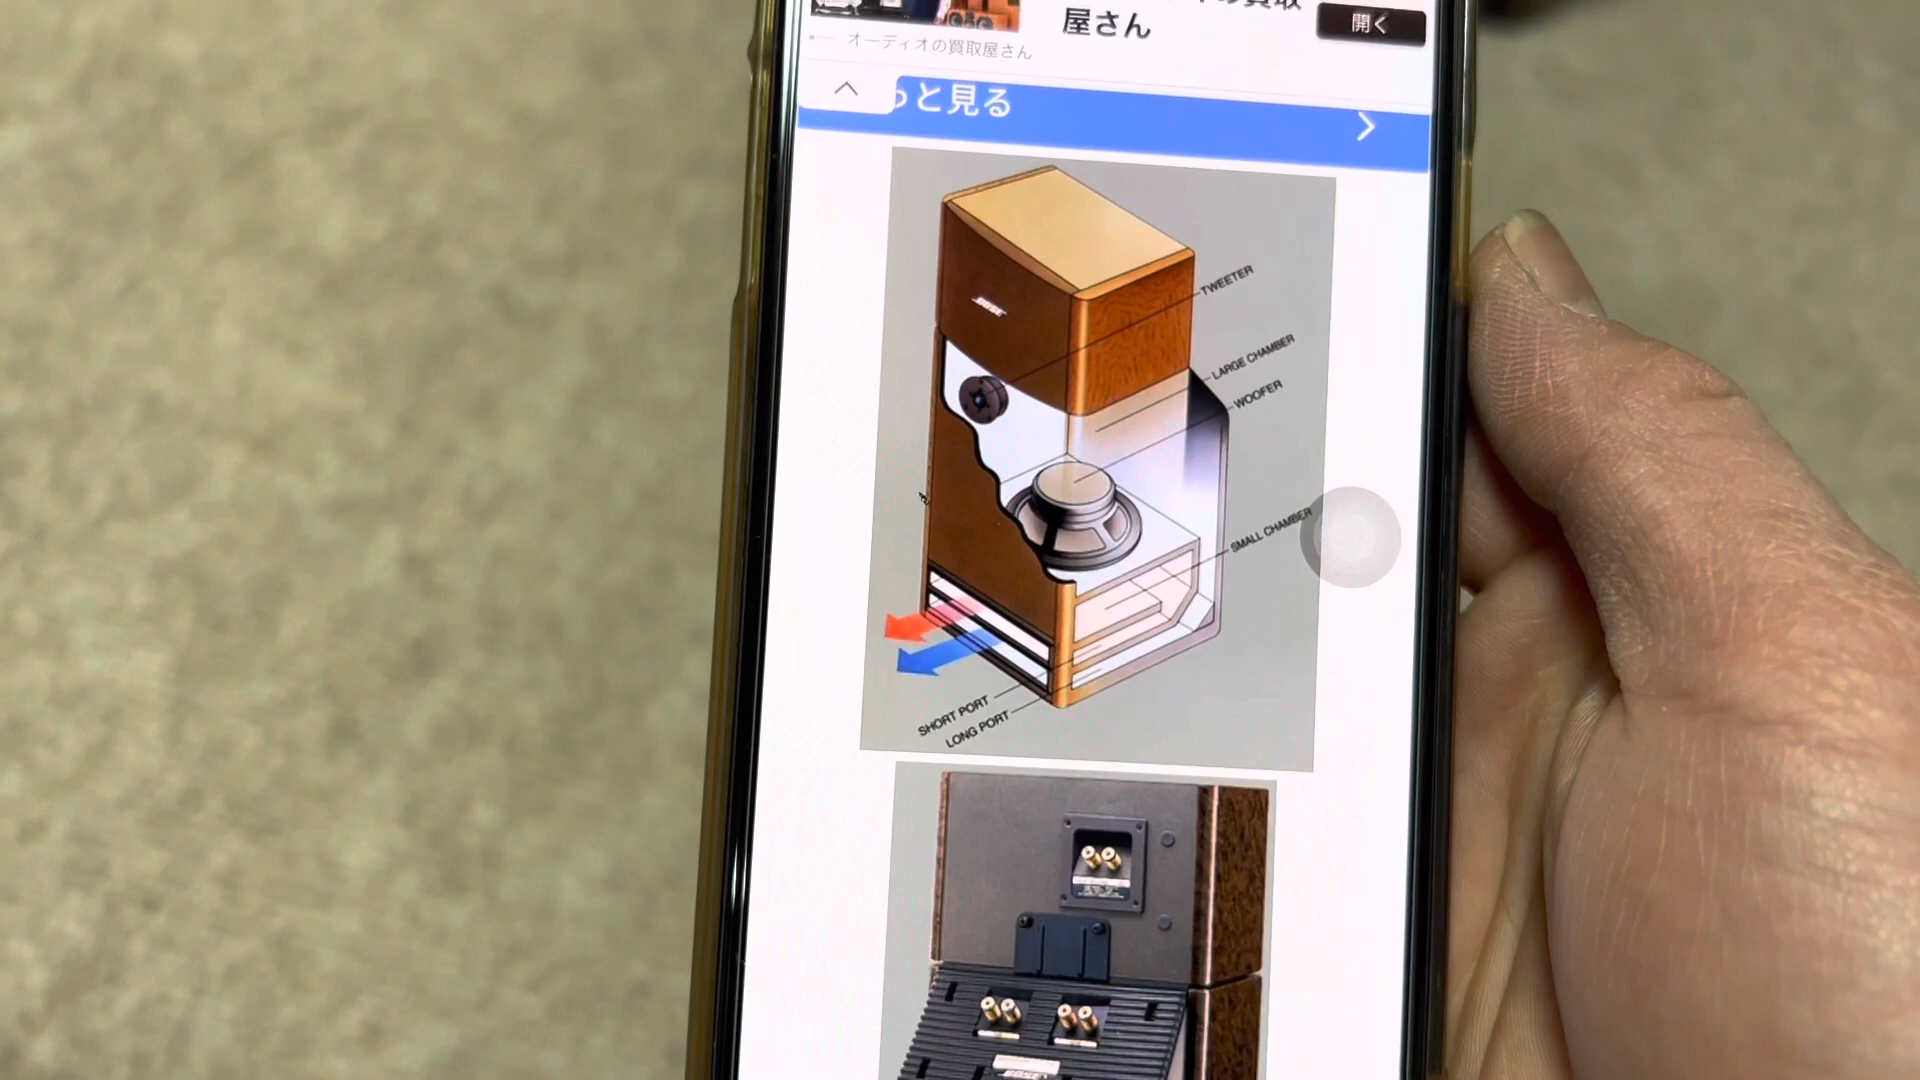 屋さん
開く
オーディオの買取屋さん
っと見る
BOSE
TWEETER
LARGE CHAMBER
WOOFER
SMALL CHAMBER
SHORT PORT
LONG PORT
BOSE